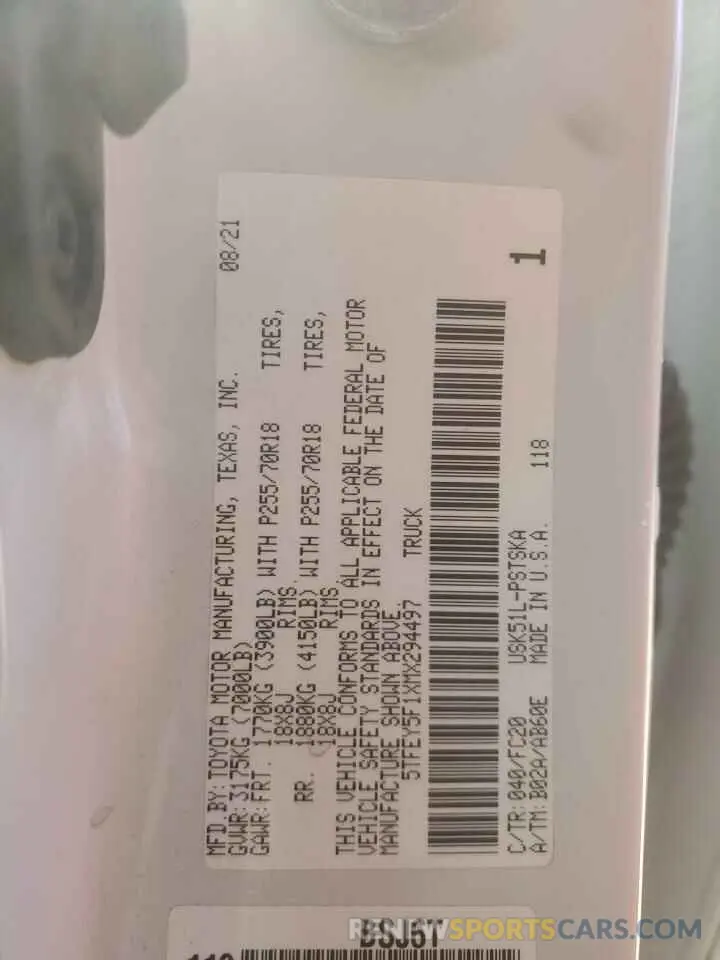 MFD.BY:TOYOTA MOTOR MANUFACTURING, TEXAS, INC. 08/21
GVWR:3175KG (7000LB)
GAWR:FRT. 1770KG (3900LB) WITH P255/70R18 TIRES,
18X8J RIMS.
RR. 1880KG (4150LB) WITH P255/70R18 TIRES,
18X8J RIMS
THIS VEHICLE CONFORMS TO ALL APPLICABLE FEDERAL MOTOR
VEHICLE SAFETY STANDARDS IN EFFECT ON THE DATE OF
MANUFACTURE SHOWN ABOVE.
5TFEY5F1XMX294497 TRUCK
1
C/TR:040/FC20 USK51L-PSTSKA 118
A/TM:B02A/AB60E MADE IN U.S.A.
BSJ6T
118
RENEWSPORTSCARS.COM